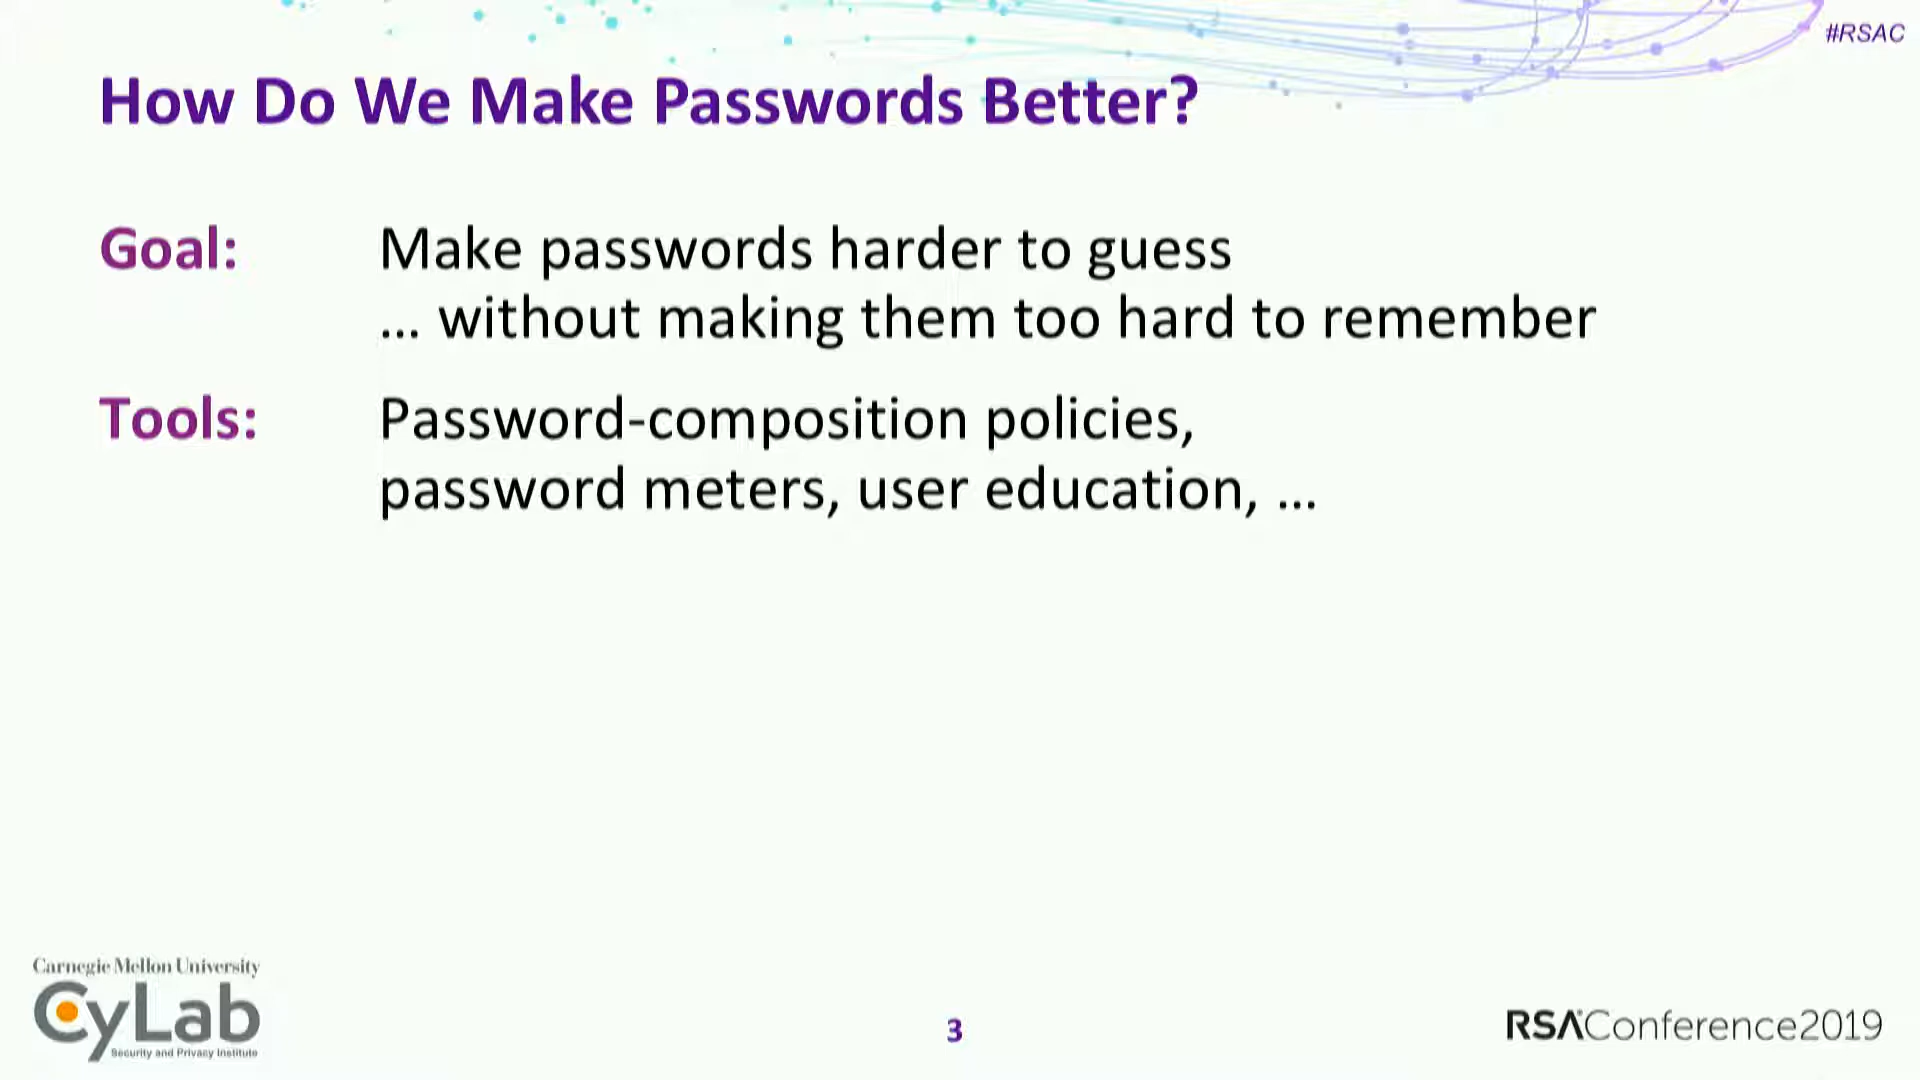 #RSAC
How Do We Make Passwords Better?
Goal: Make passwords harder to guess
... without making them too hard to remember
Tools: Password-composition policies,
password meters, user education, ...
Carnegie Mellon University
CyLab
Security and Privacy Institute
3
RSAConference2019